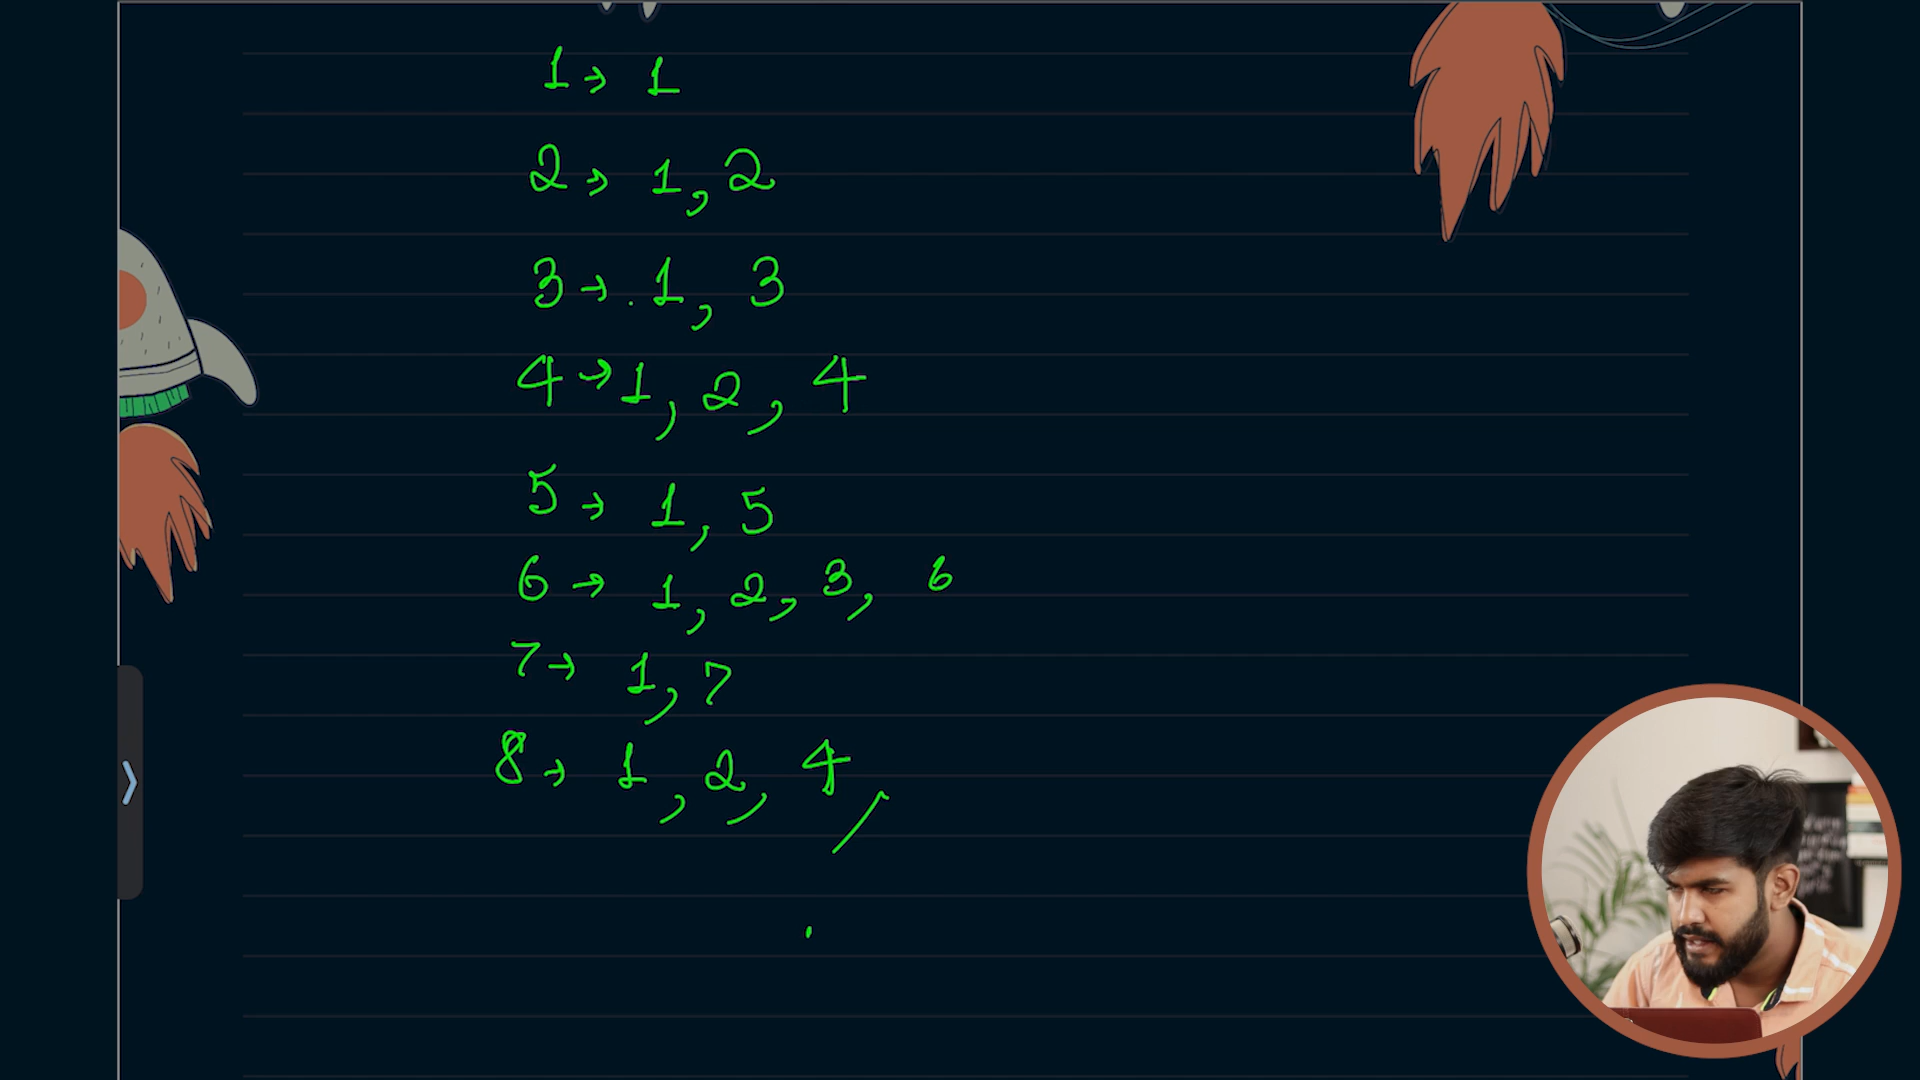 1 → 1
2 → 1, 2
3 → 1, 3
4 → 1, 2, 4
5 → 1, 5
6 → 1, 2, 3, 6
7 → 1, 7
8 → 1, 2, 4,